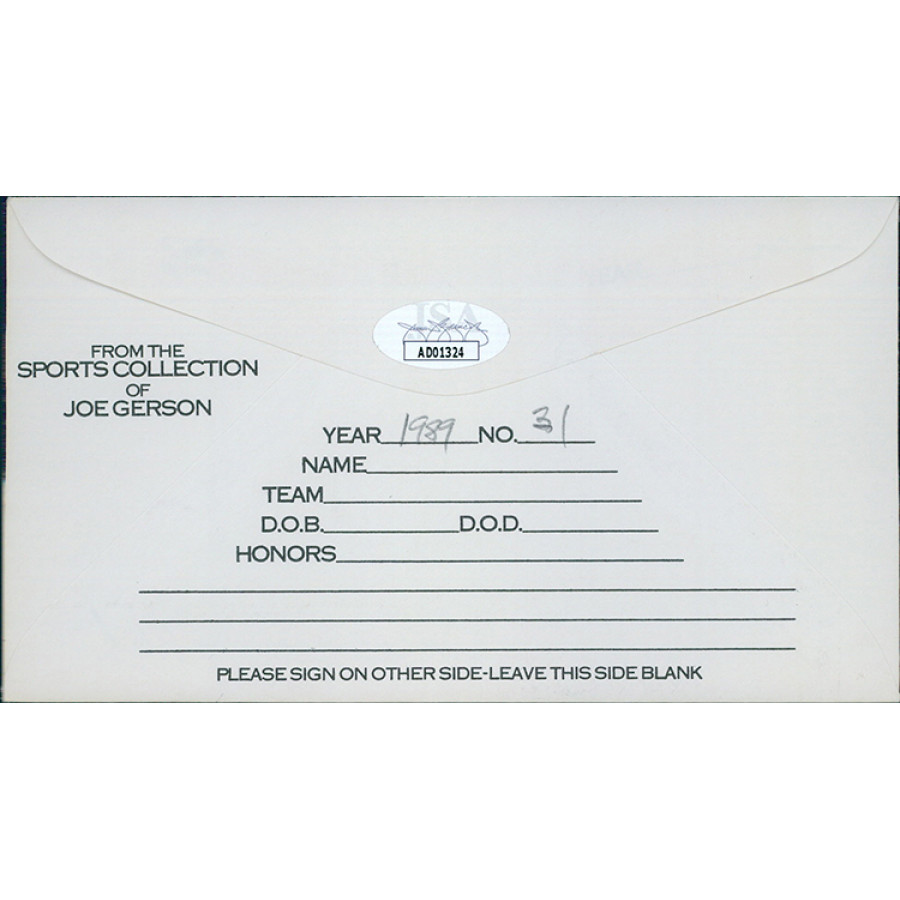 JSA
AD01324
FROM THE
SPORTS COLLECTION
OF
JOE GERSON
YEAR 1989 NO. 31
NAME
TEAM
D.O.B. D.O.D.
HONORS
PLEASE SIGN ON OTHER SIDE-LEAVE THIS SIDE BLANK